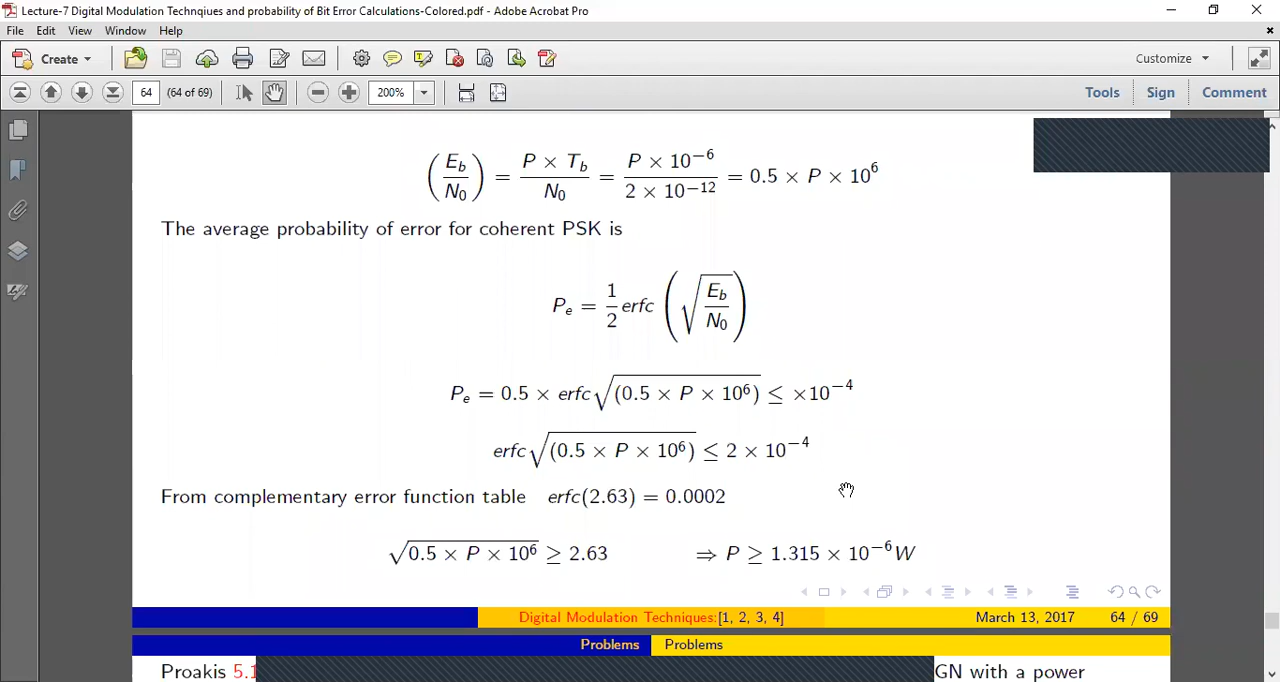 Lecture-7 Digital Modulation Technqiues and probability of Bit Error Calculations-Colored.pdf - Adobe Acrobat Pro
File Edit View Window Help
Create Customize
64 (64 of 69) 200% Tools Sign Comment
(E_b/N_0) = (P × T_b)/N_0 = (P × 10^−6)/(2 × 10^−12) = 0.5 × P × 10^6
The average probability of error for coherent PSK is
P_e = 1/2 erfc (√(E_b/N_0))
P_e = 0.5 × erfc√(0.5 × P × 10^6) ≤ ×10^−4
erfc√(0.5 × P × 10^6) ≤ 2 × 10^−4
From complementary error function table erfc(2.63) = 0.0002
√(0.5 × P × 10^6) ≥ 2.63 ⇒ P ≥ 1.315 × 10^−6 W
Digital Modulation Techniques:[1, 2, 3, 4] March 13, 2017 64 / 69
Problems Problems
Proakis 5.1 GN with a power